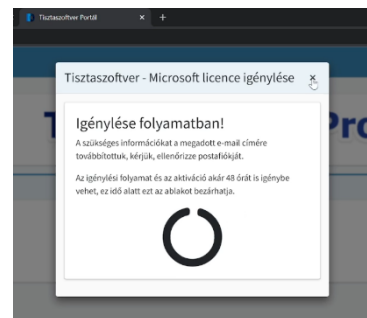 Tisztaszoftver Portál
Tisztaszoftver - Microsoft licence igénylése
Igénylése folyamatban!
A szükséges információkat a megadott e-mail címére
továbbítottuk, kérjük, ellenőrizze postafiókját.
Az igénylési folyamat és az aktiváció akár 48 órát is igénybe
vehet, ez idő alatt ezt az ablakot bezárhatja.